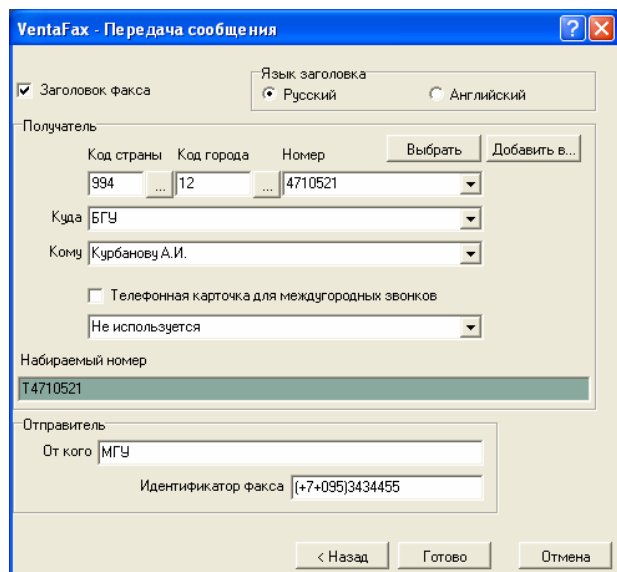 VentaFax - Передача сообщения
Язык заголовка
Заголовок факса
Русский Английский
Получатель
Код страны Код города Номер Выбрать Добавить в...
994 ... 12 ... 4710521
Куда БГУ
Кому Курбанову А.И.
Телефонная карточка для междугородных звонков
Не используется
Набираемый номер
T4710521
Отправитель
От кого МГУ
Идентификатор факса (+7+095)3434455
< Назад Готово Отмена